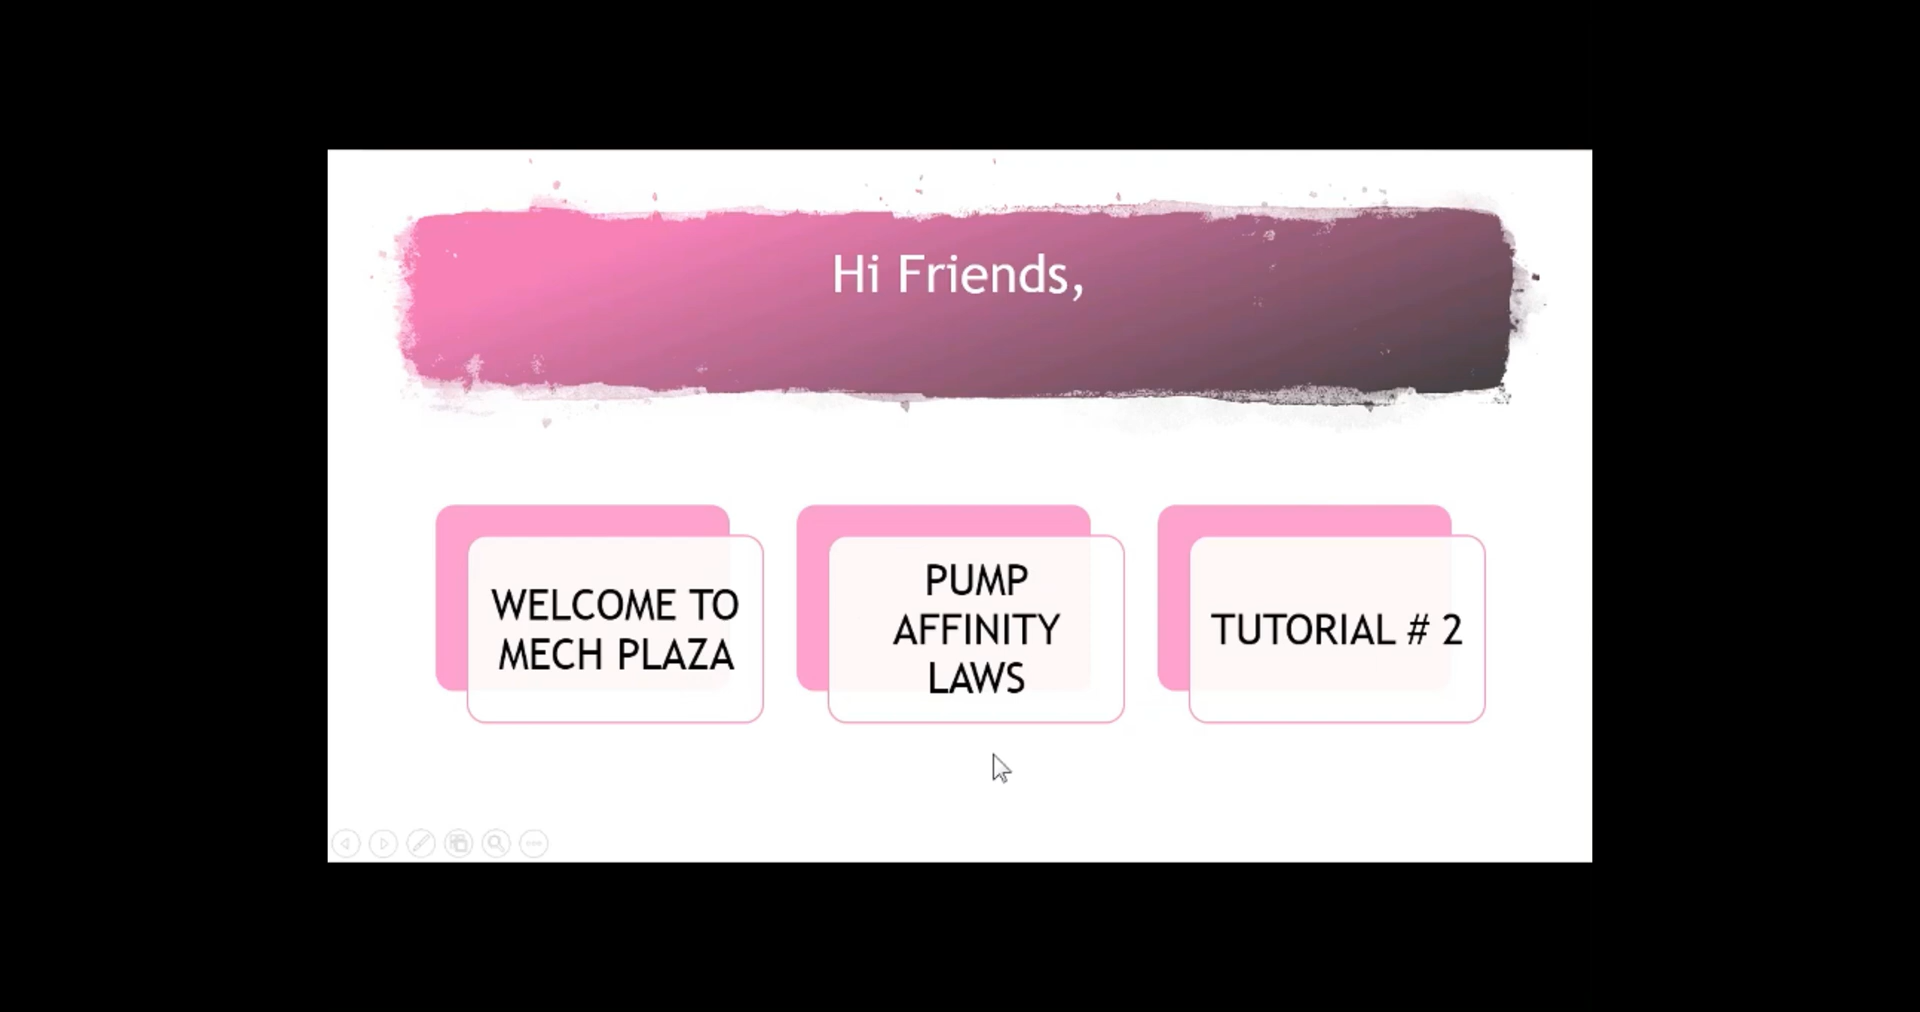 Hi Friends,
WELCOME TO
MECH PLAZA
PUMP
AFFINITY
LAWS
TUTORIAL # 2